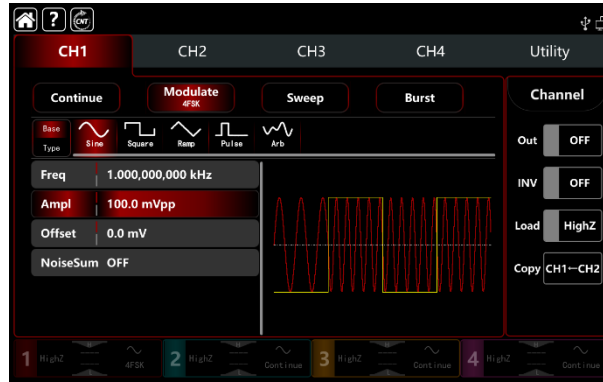 ? CNT
CH1 CH2 CH3 CH4 Utility
Continue Modulate Sweep Burst Channel
4FSK
Base
Type Sine Square Ramp Pulse Arb
Out OFF
Freq 1.000,000,000 kHz
INV OFF
Ampl 100.0 mVpp
Load HighZ
Offset 0.0 mV
NoiseSum OFF
Copy CH1←CH2
1 HighZ 4FSK 2 HighZ Continue 3 HighZ Continue 4 HighZ Continue